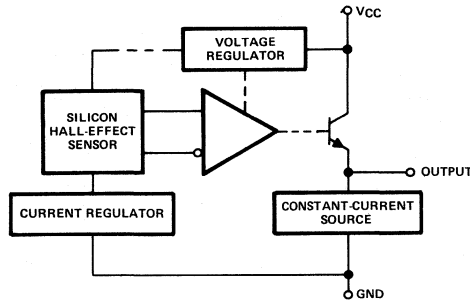 VCC
VOLTAGE
REGULATOR
SILICON
HALL-EFFECT
SENSOR
OUTPUT
CURRENT REGULATOR
CONSTANT-CURRENT
SOURCE
GND